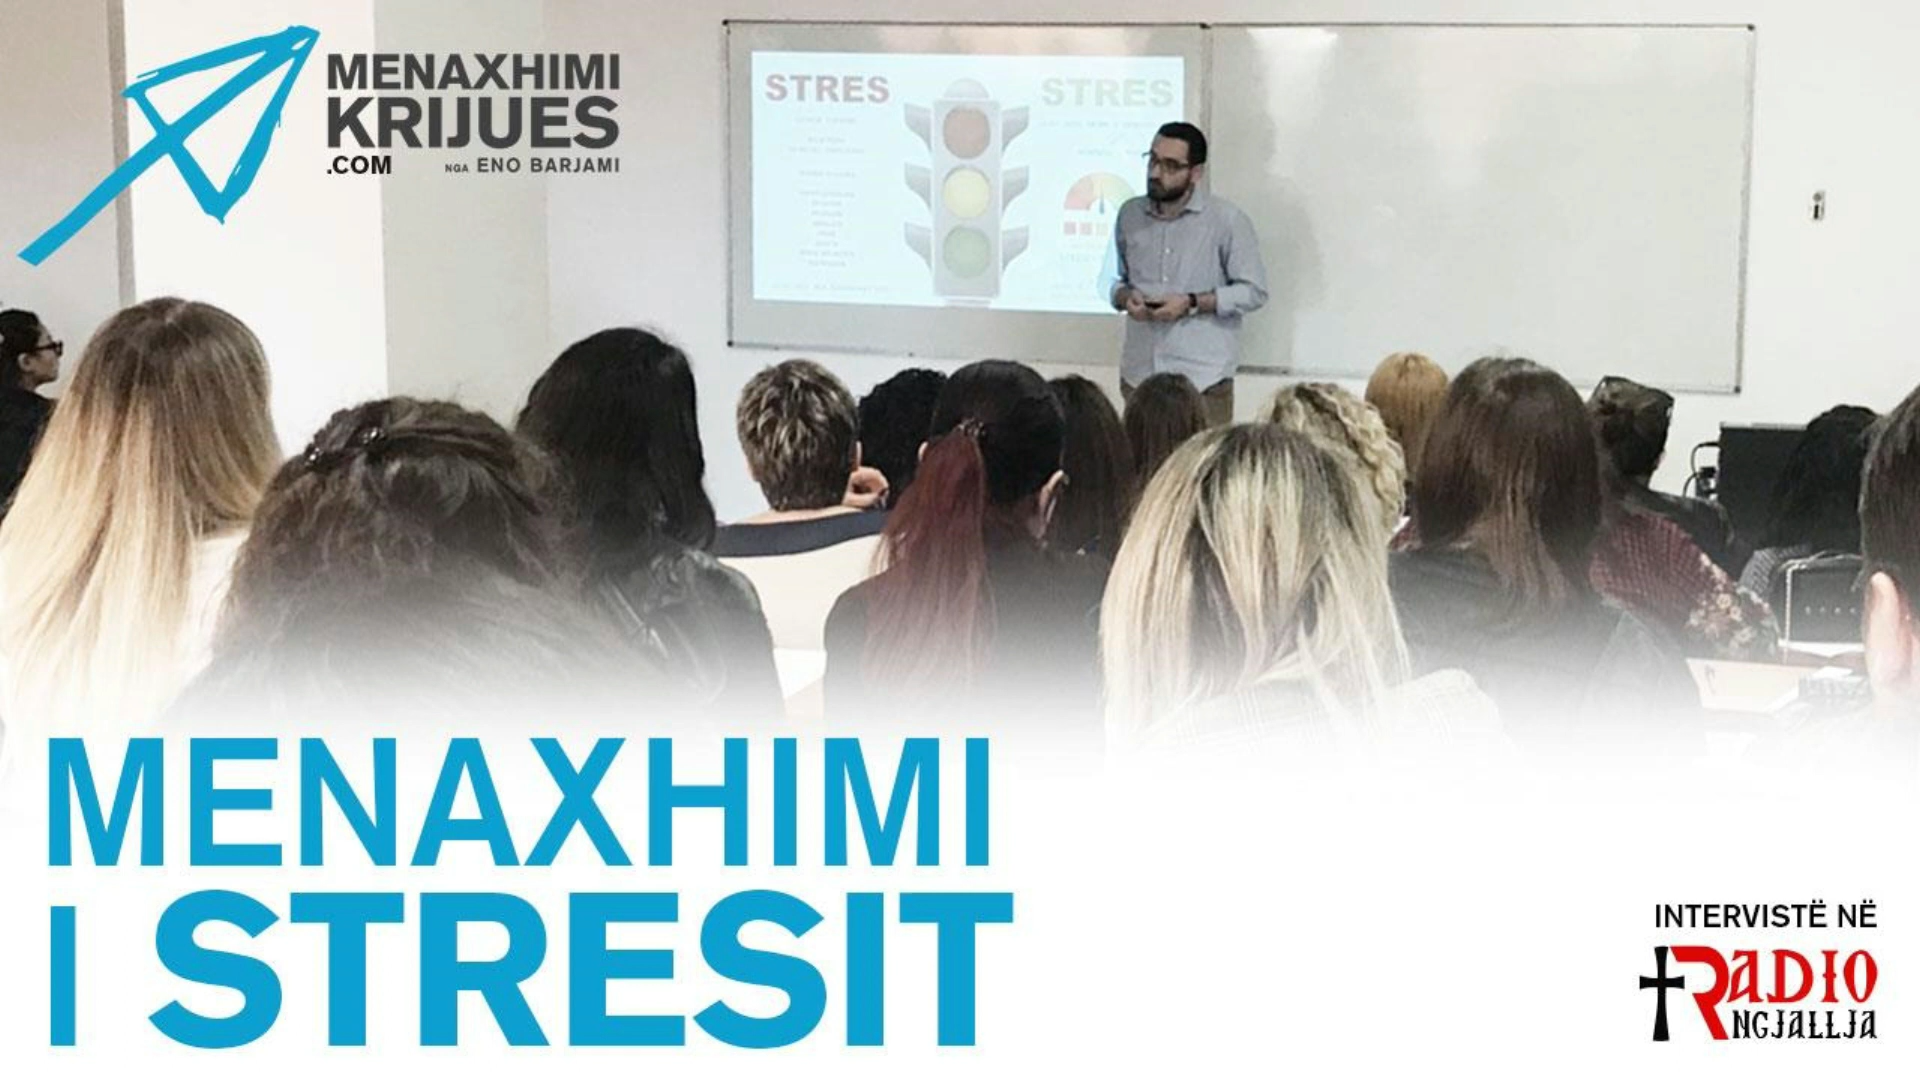 MENAXHIMI
KRIJUES
.COM NGA ENO BARJAMI
STRES
STRES
MENAXHIMI
I STRESIT
INTERVISTË NË
RADIO
NGJALLJA